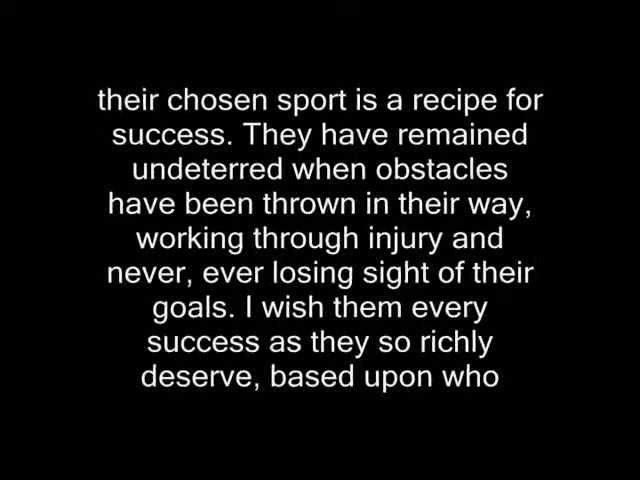 their chosen sport is a recipe for
success. They have remained
undeterred when obstacles
have been thrown in their way,
working through injury and
never, ever losing sight of their
goals. I wish them every
success as they so richly
deserve, based upon who